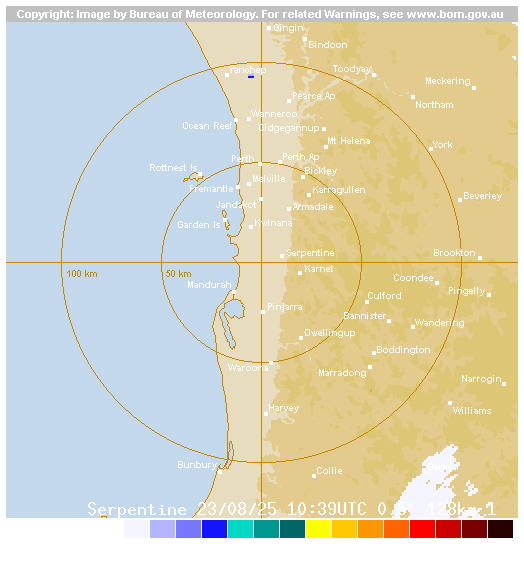 Copyright: Image by Bureau of Meteorology. For related Warnings, see www.bom.gov.au
Gingin
Bindoon
Yanchep
Toodyay
Meckering
Pearce Ap
Northam
Wanneroo
Ocean Reef
Gidgegannup
Mt Helena
York
Perth
Perth Ap
Rottnest Is
Bickley
Melville
Fremantle
Karragullen
Beverley
Jandakot
Armadale
Garden Is
Kwinana
Serpentine
Brookton
100 km
50 km
Karnet
Coondee
Mandurah
Culford
Pingelly
Pinjarra
Bannister
Wandering
Dwellingup
Boddington
Waroona
Marradong
Narrogin
Harvey
Williams
Bunbury
Collie
Serpentine 23/08/25 10:39UTC 128km